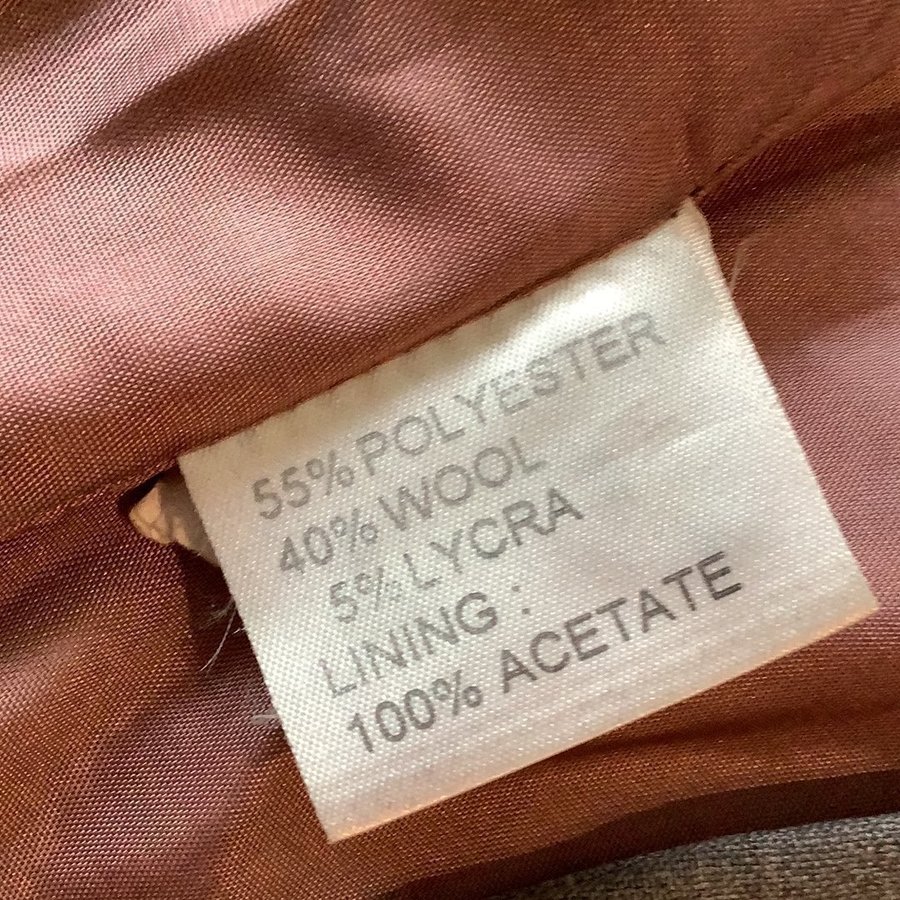 55% POLYESTER
40% WOOL
5% LYCRA
LINING :
100% ACETATE